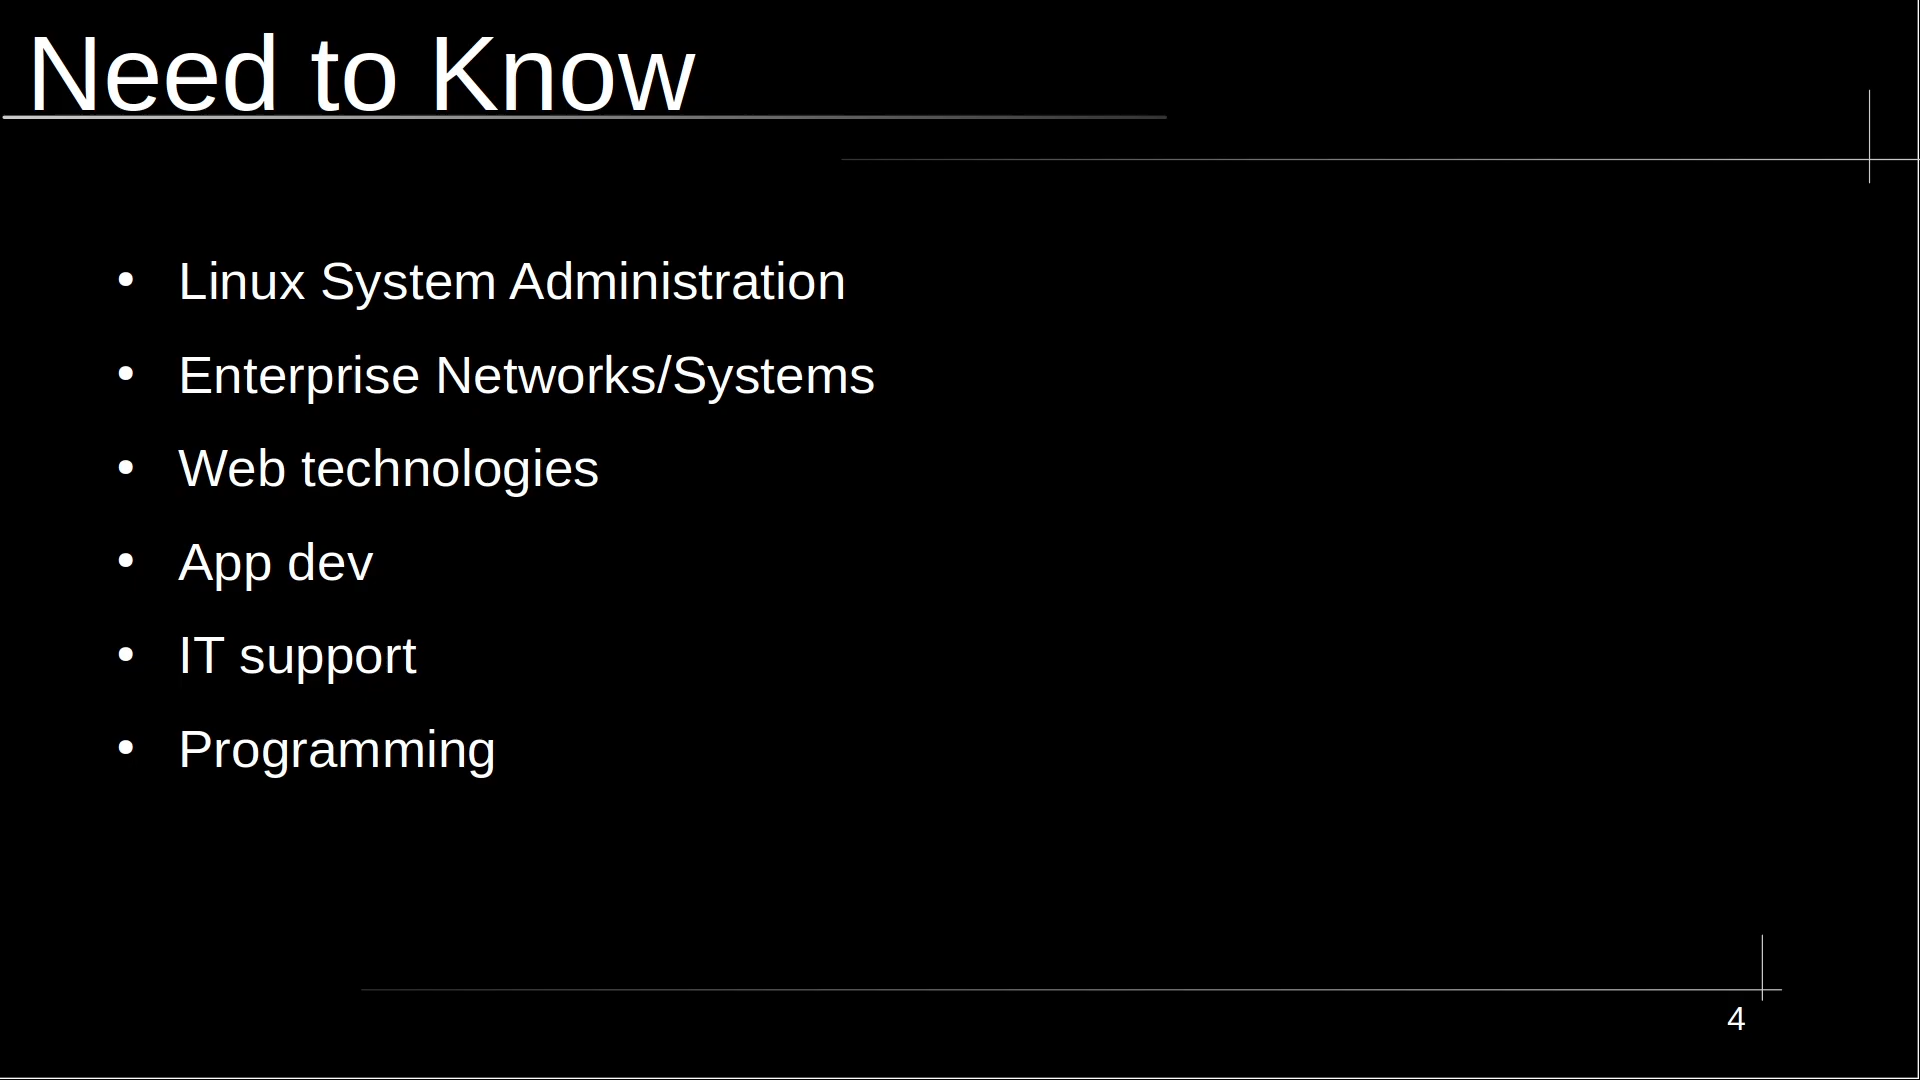 Need to Know
• Linux System Administration
• Enterprise Networks/Systems
• Web technologies
• App dev
• IT support
• Programming
4